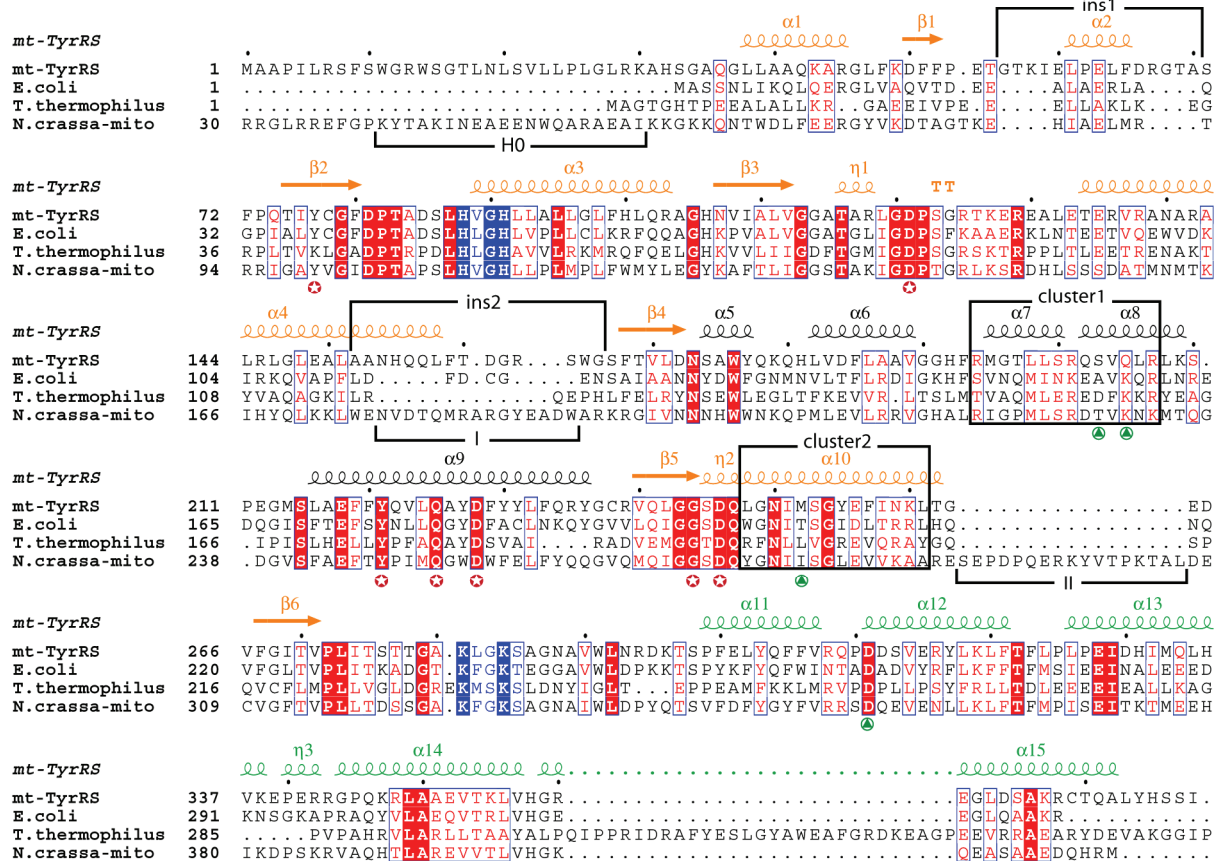 ins1
mt-TyrRS α1 β1 α2
mt-TyrRS 1 MAAPILRSFSWGRWSGTLNLSVLLPLGLRKAHSGAQGLLAAQKARGLFKDFFP.ETGTKIELPELFDRGTAS
E.coli 1 ................................MASSNLIKQLQERGLVAQVTD.EE....ALAERLA....Q
T.thermophilus 1 ...........................MAGTGHTPEEALALLKR.GAEEIVPE.E.....ELLAKLK...EG
N.crassa-mito 30 RRGLRREFGPKYTAKINEAEENWQARAEAIKKGKKQNTWDLFEERGYVKDTAGTKE....HIAELMR....T
H0
mt-TyrRS β2 α3 β3 η1 TT
mt-TyrRS 72 FPQTIYCGFDPTADSLHVGHLLALLGLFHLQRAGHNVIALVGGATARLGDPSGRTKEREALETERVRANARA
E.coli 32 GPIALYCGFDPTADSLHLGHLVPLLCLKRFQQAGHKPVALVGGATGLIGDPSFKAAERKLNTEETVQEWVDK
T.thermophilus 36 RPLTVKLGADPTRPDLHLGHAVVLRKMRQFQELGHKVVLIIGDFTGMIGDPSGRSKTRPPLTLEETRENAKT
N.crassa-mito 94 RRIGAYVGIDPTAPSLHVGHLLPLMPLFWMYLEGYKAFTLIGGSTAKIGDPTGRLKSRDHLSSSDATMNMTK
mt-TyrRS α4 ins2 β4 α5 α6 cluster1 α7 α8
mt-TyrRS 144 LRLGLEALAANHQQLFT.DGR...SWGSFTVLDNSAWYQKQHLVDFLAAVGGHFRMGTLLSRQSVQLRLKS.
E.coli 104 IRKQVAPFLD.....FD.CG.....ENSAIAANNYDWFGNMNVLTFLRDIGKHFSVNQMINKEAVKQRLNRE
T.thermophilus 108 YVAQAGKILR.............QEPHLFELRYNSEWLEGLTFKEVVR.LTSLMTVAQMLEREDFKKRYEAG
N.crassa-mito 166 IHYQLKKLWENVDTQMRARGYEADWARKRGIVNNNHWWNKQPMLEVLRRVGHALRIGPMLSRDTVKNKMTQG
I
mt-TyrRS α9 β5 η2 cluster2 α10
mt-TyrRS 211 PEGMSLAEFFYQVLQAYDFYYLFQRYGCRVQLGGSDQLGNIMSGYEFINKLTG.................ED
E.coli 165 DQGISFTEFSYNLLQGYDFACLNKQYGVVLQIGGSDQWGNITSGIDLTRRLHQ.................NQ
T.thermophilus 166 .IPISLHELLYPFAQAYDSVAI....RADVEMGGTDQRFNLLVGREVQRAYGQ.................SP
N.crassa-mito 238 .DGVSFAEFTYPIMQGWDWFELFYQQGVQMQIGGSDQYGNIISGLEVVKAARESEPDPQERKYVTPKTALDE
II
mt-TyrRS β6 α11 α12 α13
mt-TyrRS 266 VFGITVPLITSTTGA.KLGKSAGNAVWLNRDKTSPFELYQFFVRQPDDSVERYLKLFTFLPLPEIDHIMQLH
E.coli 220 VFGLTVPLITKADGT.KFGKTEGGAVWLDPKKTSPYKFYQFWINTADADVYRFLKFFTFMSIEEINALEEED
T.thermophilus 216 QVCFLMPLLVGLDGREKMSKSLDNYIGLT...EPPEAMFKKLMRVPDPLLPSYFRLLTDLEEEEIEALLKAG
N.crassa-mito 309 CVGFTVPLLTDSSGA.KFGKSAGNAIWLDPYQTSVFDFYGYFVRRSDQEVENLLKLFTFMPISEITKTMEEH
mt-TyrRS η3 α14 α15
mt-TyrRS 337 VKEPERRGPQKRLAAEVTKLVHGR.............................EGLDSAKRCTQALYHSSI.
E.coli 291 KNSGKAPRAQYVLAEQVTRLVHG..............................EEGLQAAKR..........
T.thermophilus 285 .....PVPAHRVLARLLTAAYALPQIPPRIDRAFYESLGYAWEAFGRDKEAGPEEVRRAEARYDEVAKGGIP
N.crassa-mito 380 IKDPSKRVAQHTLAREVVTLVHG..............................QEASAAEDQHRM.......